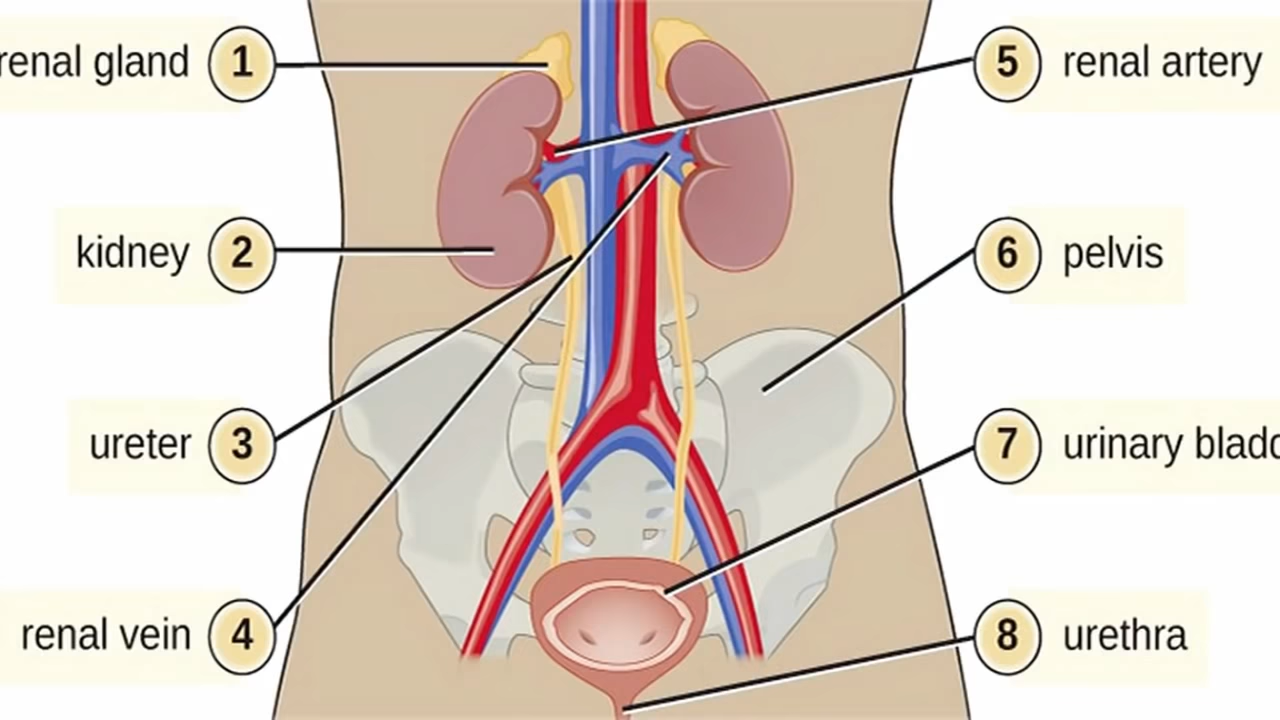 renal gland 1
kidney 2
ureter 3
renal vein 4
5 renal artery
6 pelvis
7 urinary bladd
8 urethra